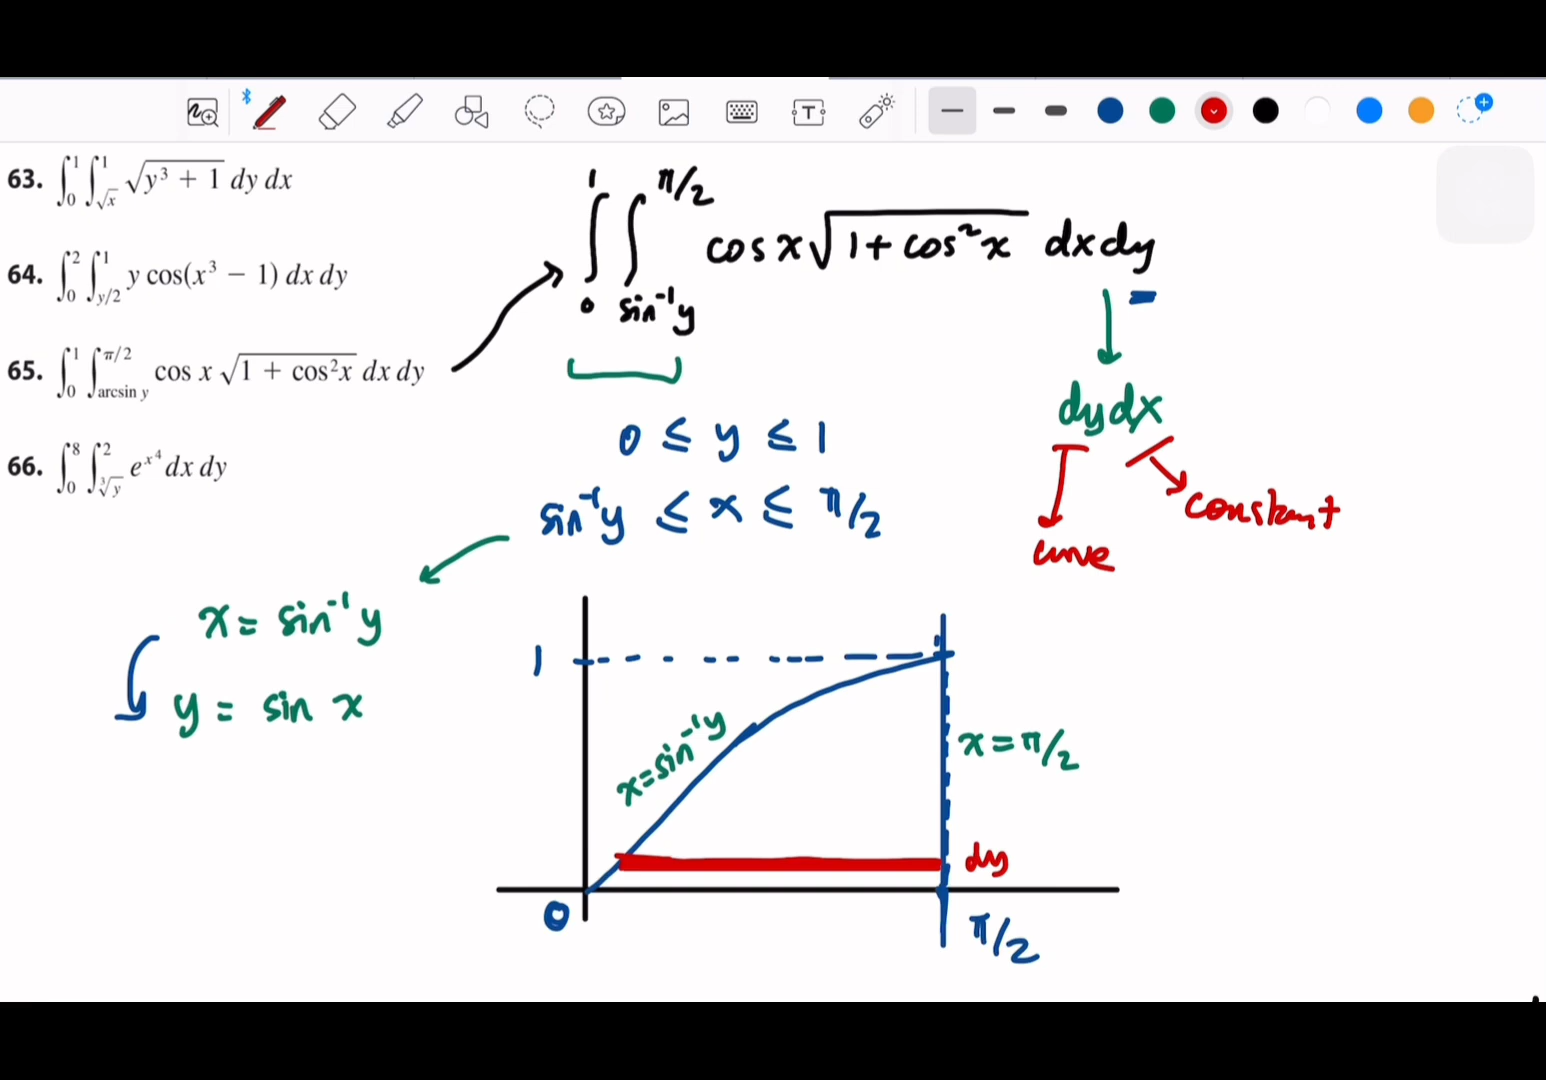 63. ∫₀¹ ∫_√x¹ √(y³ + 1) dy dx
64. ∫₀² ∫_{y/2}¹ y cos(x³ − 1) dx dy
65. ∫₀¹ ∫_{arcsin y}^{π/2} cos x √(1 + cos²x) dx dy
66. ∫₀⁸ ∫_{∛y}² e^{x⁴} dx dy
∫₀¹ ∫_{sin⁻¹y}^{π/2} cos x √(1 + cos²x) dx dy
dy dx
curve
constant
0 ≤ y ≤ 1
sin⁻¹y ≤ x ≤ π/2
x = sin⁻¹y
y = sin x
1
x = sin⁻¹y
x = π/2
dy
0
π/2